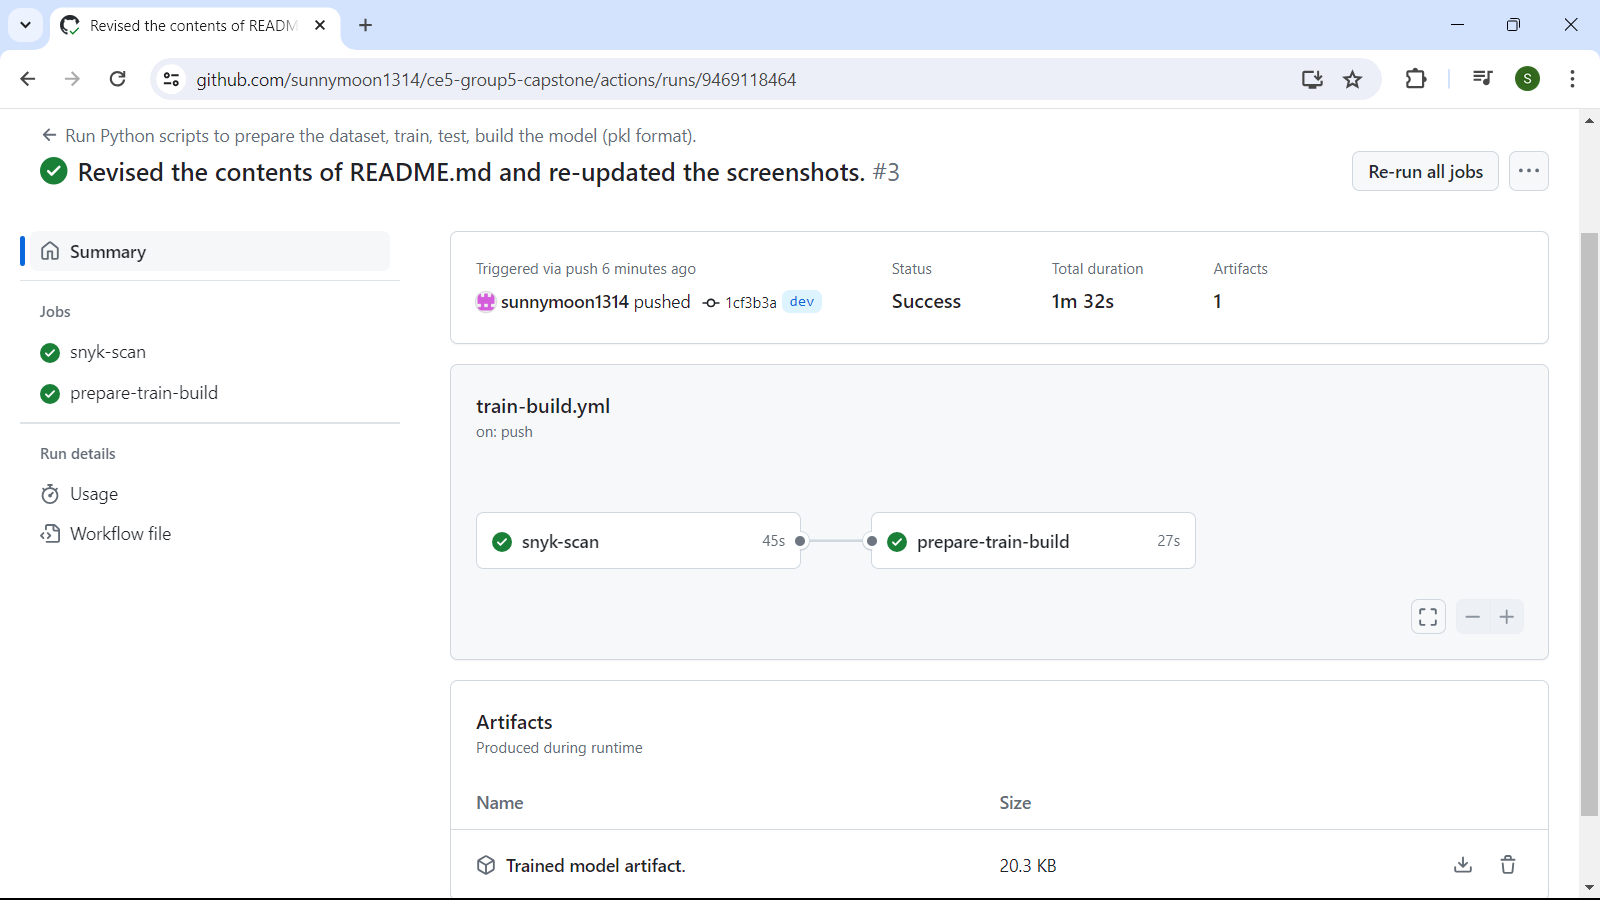 Revised the contents of READM
github.com/sunnymoon1314/ce5-group5-capstone/actions/runs/9469118464
S
Run Python scripts to prepare the dataset, train, test, build the model (pkl format).
Revised the contents of README.md and re-updated the screenshots. #3
Re-run all jobs
Summary
Jobs
snyk-scan
prepare-train-build
Run details
Usage
Workflow file
Triggered via push 6 minutes ago
sunnymoon1314 pushed 1cf3b3a dev
Status
Success
Total duration
1m 32s
Artifacts
1
train-build.yml
on: push
snyk-scan 45s
prepare-train-build 27s
Artifacts
Produced during runtime
Name Size
Trained model artifact. 20.3 KB